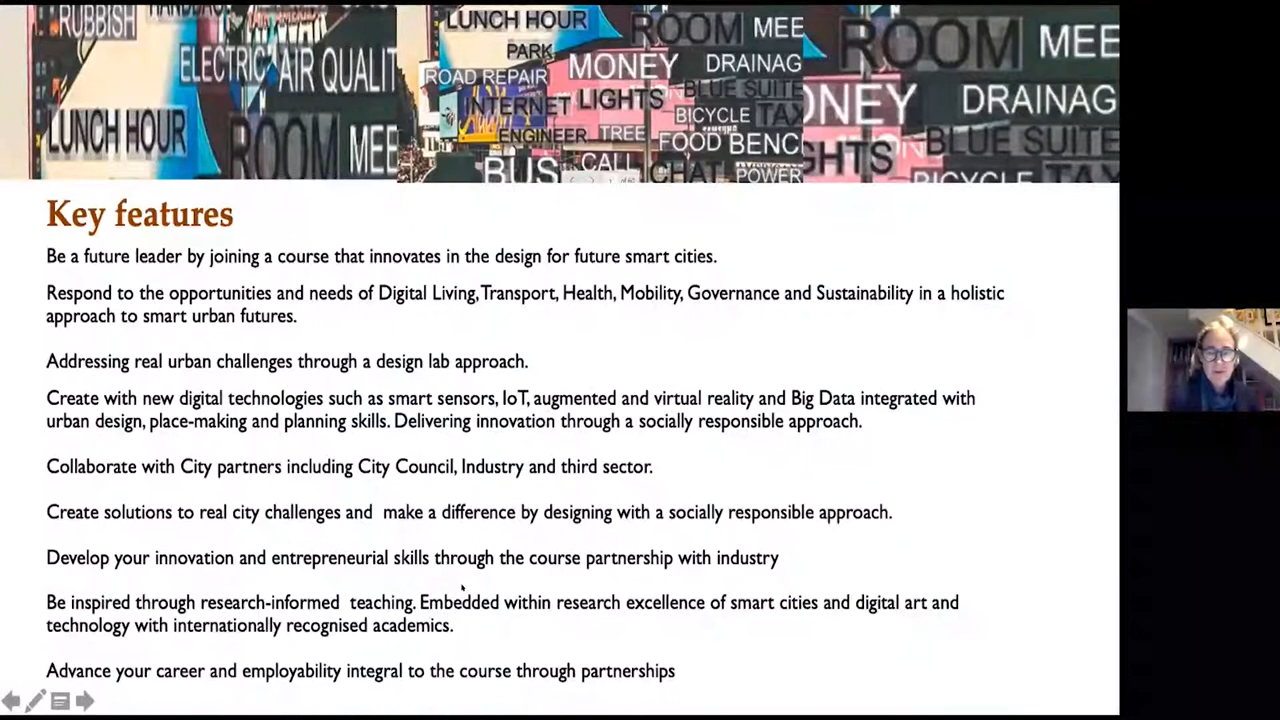 RUBBISH
ELECTRIC AIR QUALIT
LUNCH HOUR
ROOM MEE
LUNCH HOUR ROOM MEE
PARK
ROAD REPAIR MONEY DRAINAG
INTERNET LIGHTS BLUE SUITE
BICYCLE TAX
ENGINEER TREE FOOD BENC
BUS CALL CHAT POWER
ROOM MEE
ONEY DRAINAG
GHTS BLUE SUITE
BICYCLE TAX
Key features
Be a future leader by joining a course that innovates in the design for future smart cities.
Respond to the opportunities and needs of Digital Living, Transport, Health, Mobility, Governance and Sustainability in a holistic
approach to smart urban futures.
Addressing real urban challenges through a design lab approach.
Create with new digital technologies such as smart sensors, IoT, augmented and virtual reality and Big Data integrated with
urban design, place-making and planning skills. Delivering innovation through a socially responsible approach.
Collaborate with City partners including City Council, Industry and third sector.
Create solutions to real city challenges and  make a difference by designing with a socially responsible approach.
Develop your innovation and entrepreneurial skills through the course partnership with industry
Be inspired through research-informed  teaching. Embedded within research excellence of smart cities and digital art and
technology with internationally recognised academics.
Advance your career and employability integral to the course through partnerships